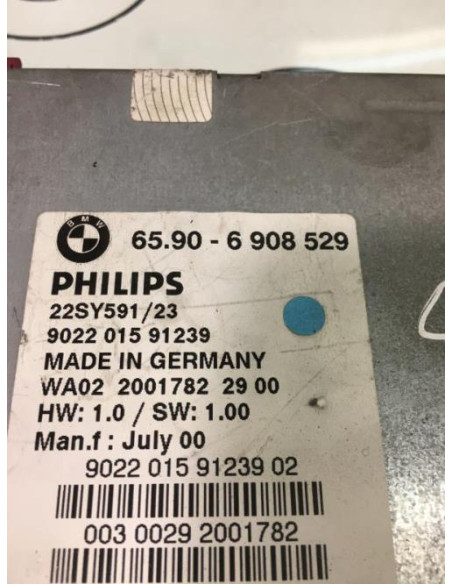 BMW 65.90 - 6 908 529
PHILIPS
22SY591/23
9022 015 91239
MADE IN GERMANY
WA02 2001782 29 00
HW: 1.0 / SW: 1.00
Man.f : July 00
9022 015 91239 02
003 0029 2001782